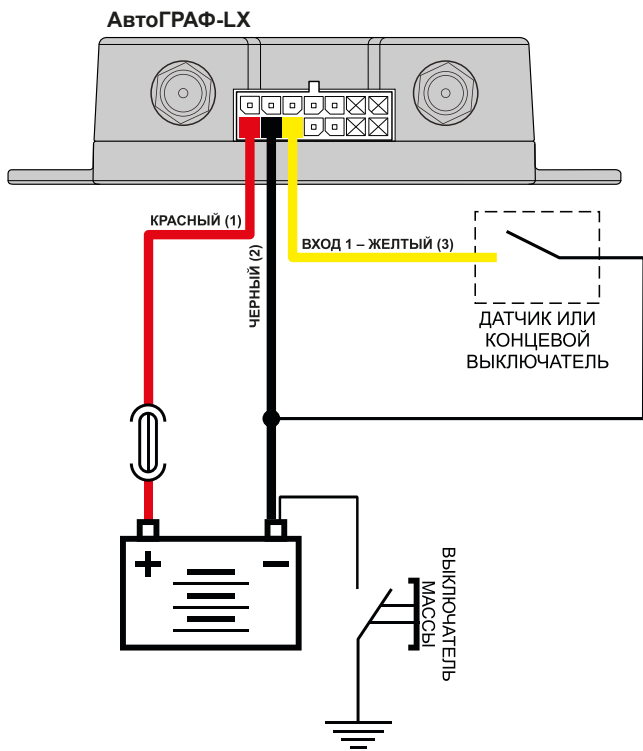 АвтоГРАФ-LX
КРАСНЫЙ (1)
ЧЕРНЫЙ (2)
ВХОД 1 – ЖЕЛТЫЙ (3)
ДАТЧИК ИЛИ
КОНЦЕВОЙ
ВЫКЛЮЧАТЕЛЬ
+
–
ВЫКЛЮЧАТЕЛЬ
МАССЫ